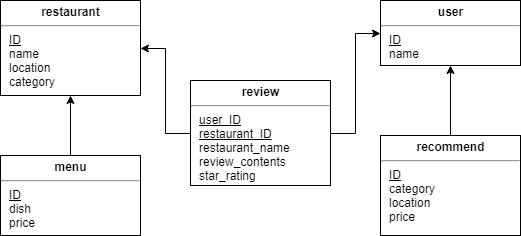 restaurant
ID
name
location
category
user
ID
name
review
user_ID
restaurant_ID
restaurant_name
review_contents
star_rating
menu
ID
dish
price
recommend
ID
category
location
price